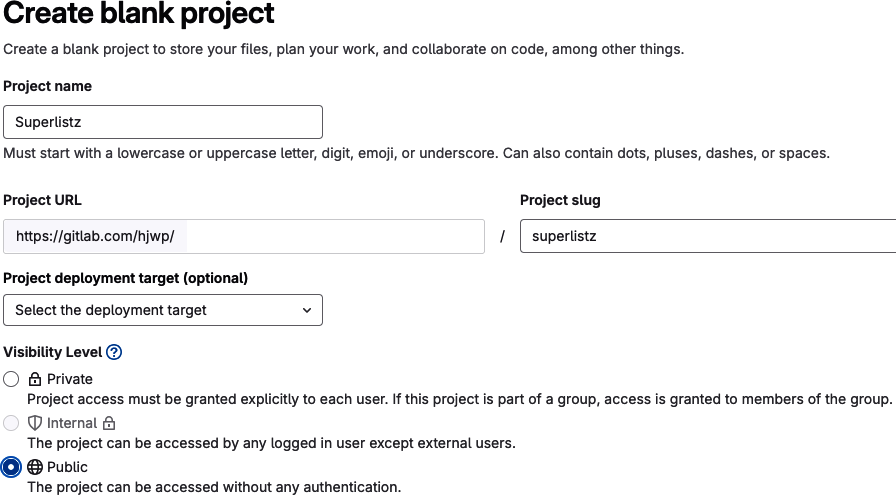 Create blank project
Create a blank project to store your files, plan your work, and collaborate on code, among other things.
Project name
Superlistz
Must start with a lowercase or uppercase letter, digit, emoji, or underscore. Can also contain dots, pluses, dashes, or spaces.
Project URL
Project slug
https://gitlab.com/hjwp/
/
superlistz
Project deployment target (optional)
Select the deployment target
Visibility Level ?
Private
Project access must be granted explicitly to each user. If this project is part of a group, access is granted to members of the group.
Internal
The project can be accessed by any logged in user except external users.
Public
The project can be accessed without any authentication.